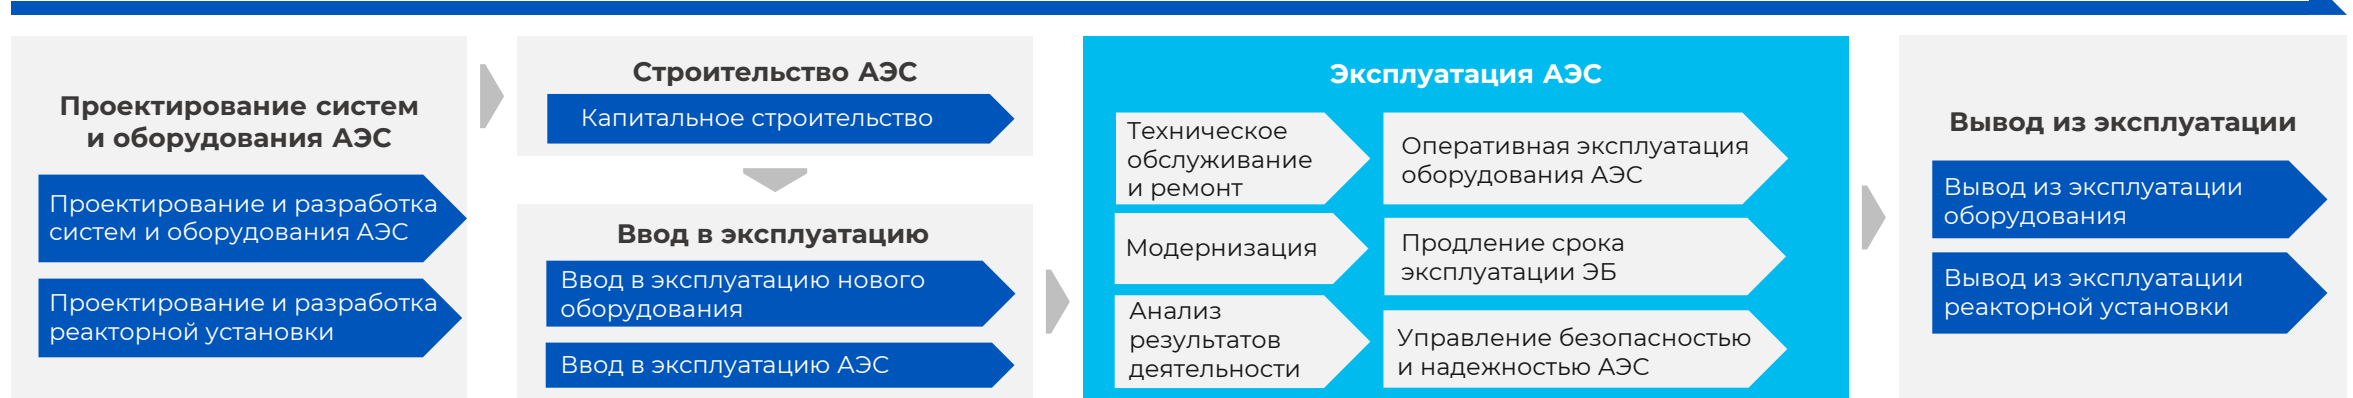 Проектирование систем
и оборудования АЭС
Проектирование и разработка
систем и оборудования АЭС
Проектирование и разработка
реакторной установки
Строительство АЭС
Капитальное строительство
Ввод в эксплуатацию
Ввод в эксплуатацию нового
оборудования
Ввод в эксплуатацию АЭС
Эксплуатация АЭС
Техническое
обслуживание
и ремонт
Оперативная эксплуатация
оборудования АЭС
Модернизация
Продление срока
эксплуатации ЭБ
Анализ
результатов
деятельности
Управление безопасностью
и надежностью АЭС
Вывод из эксплуатации
Вывод из эксплуатации
оборудования
Вывод из эксплуатации
реакторной установки